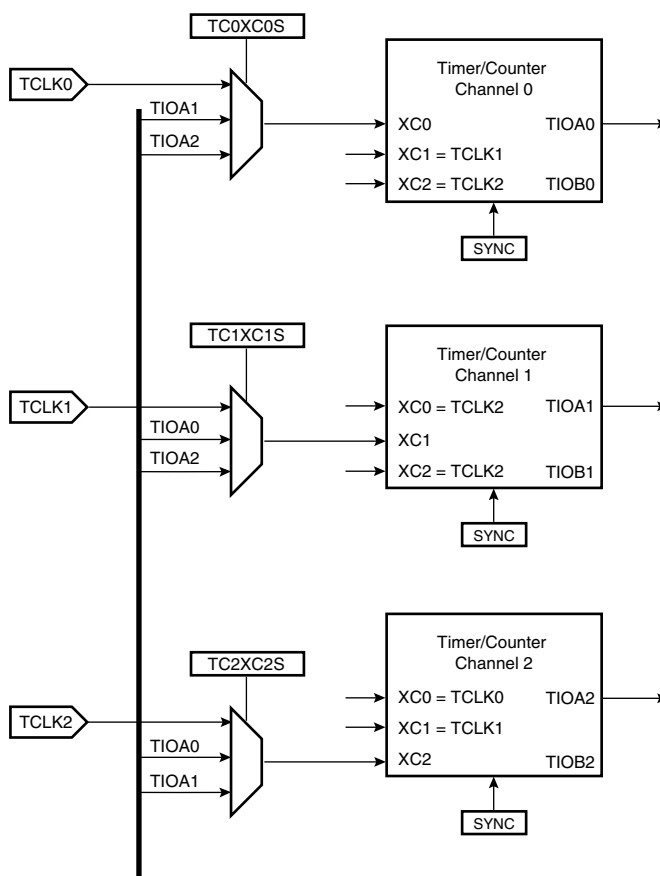 TC0XC0S
TCLK0
TIOA1
TIOA2
Timer/Counter
Channel 0
XC0
TIOA0
XC1 = TCLK1
XC2 = TCLK2
TIOB0
SYNC
TC1XC1S
TCLK1
TIOA0
TIOA2
Timer/Counter
Channel 1
XC0 = TCLK2
TIOA1
XC1
XC2 = TCLK2
TIOB1
SYNC
TC2XC2S
TCLK2
TIOA0
TIOA1
Timer/Counter
Channel 2
XC0 = TCLK0
TIOA2
XC1 = TCLK1
XC2
TIOB2
SYNC